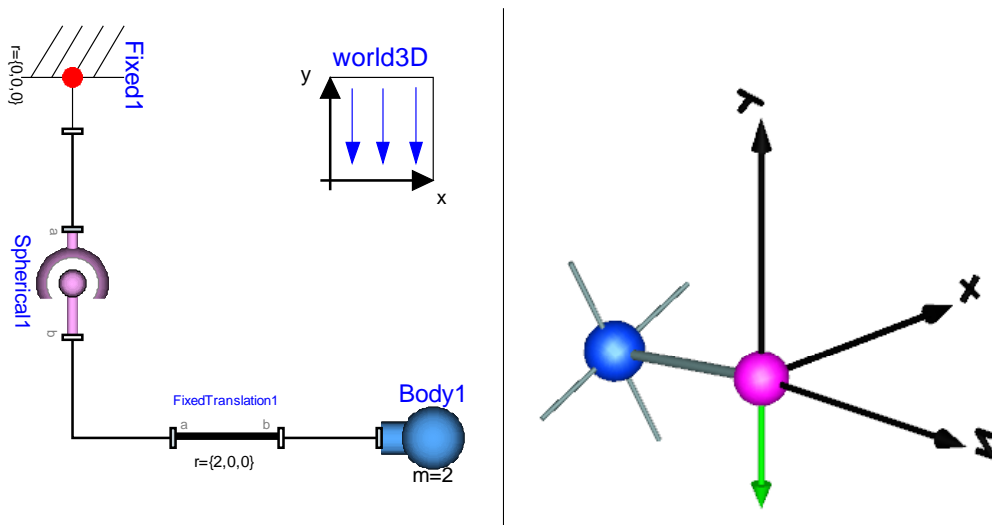 r={0,0,0}
Fixed1
world3D
y
x
a
Spherical1
b
FixedTranslation1
a
b
r={2,0,0}
Body1
m=2
Y
X
Z